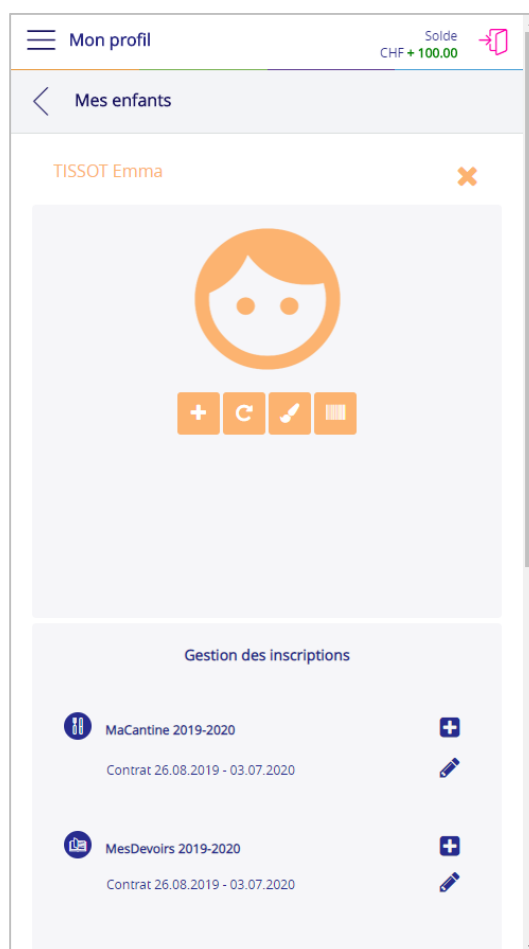 Mon profil
Solde
CHF + 100.00
Mes enfants
TISSOT Emma
Gestion des inscriptions
MaCantine 2019-2020
Contrat 26.08.2019 - 03.07.2020
MesDevoirs 2019-2020
Contrat 26.08.2019 - 03.07.2020